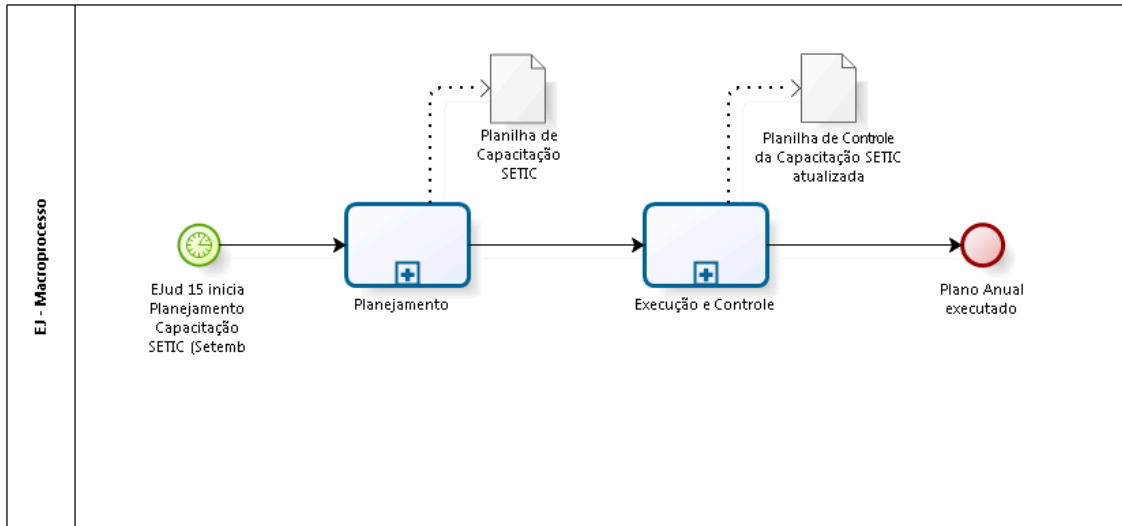 EJ - Macroprocesso
Planilha de
Capacitação
SETIC
Planilha de Controle
da Capacitação SETIC
atualizada
EJud 15 inicia
Planejamento
Capacitação
SETIC (Setemb
Planejamento
Execução e Controle
Plano Anual
executado